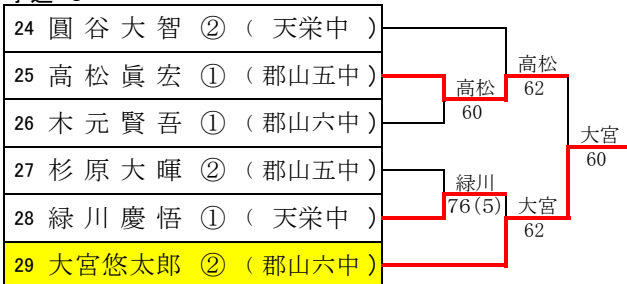 24 圓谷大智 ② （ 天栄中 ）
25 高松眞宏 ① （ 郡山五中 ）
26 木元賢吾 ① （ 郡山六中 ）
27 杉原大暉 ② （ 郡山五中 ）
28 緑川慶悟 ① （ 天栄中 ）
29 大宮悠太郎 ② （ 郡山六中 ）
高松
60
高松
62
緑川
76(5)
大宮
62
大宮
60